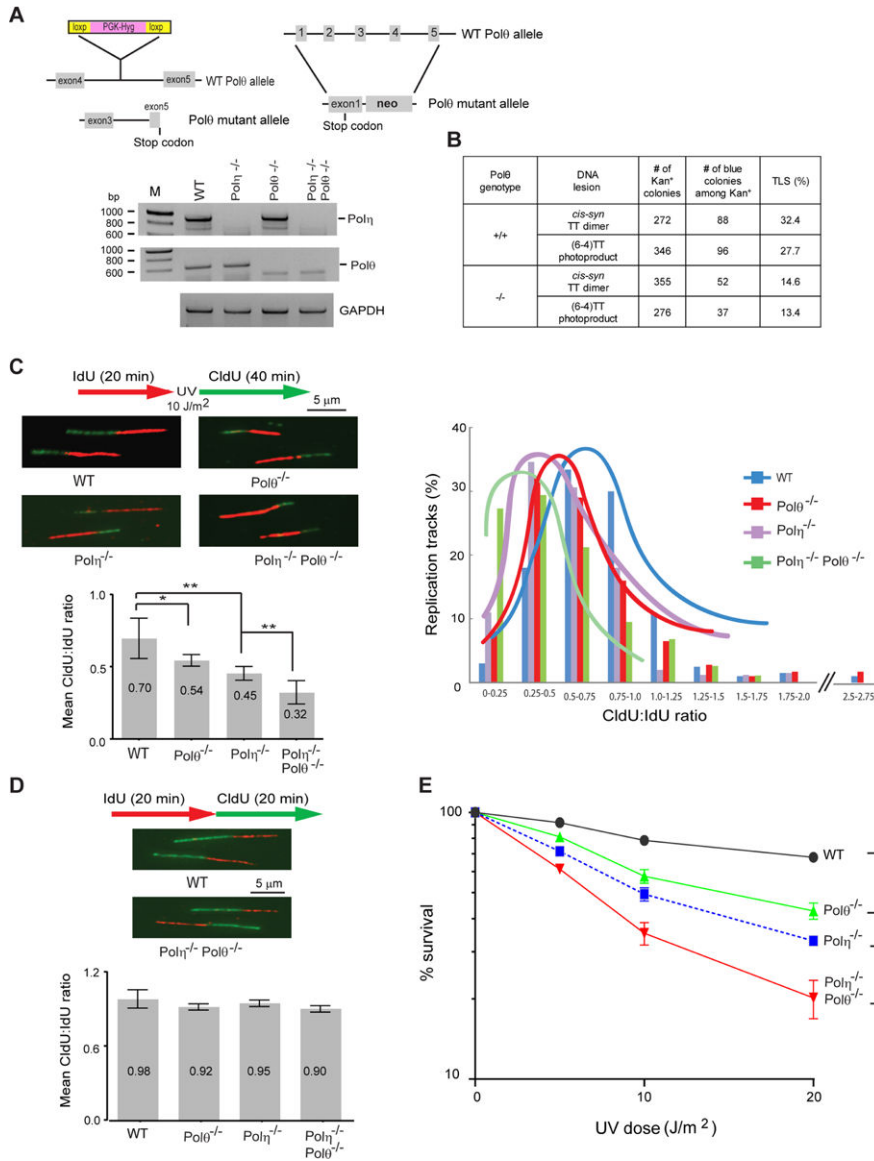 A
loxp PGK-Hyg loxp
exon4 exon5 WT Polθ allele
exon5
exon3 Polθ mutant allele
Stop codon
1 2 3 4 5 WT Polθ allele
exon1 neo Polθ mutant allele
Stop codon
M WT Polη -/- Polθ -/- Polη -/- Polθ -/-
bp
1000
800
600
Polη
1000
800
600
Polθ
GAPDH
B
Polθ genotype DNA lesion # of Kan+ colonies # of blue colonies among Kan+ TLS (%)
+/+ cis-syn TT dimer 272 88 32.4
(6-4)TT photoproduct 346 96 27.7
-/- cis-syn TT dimer 355 52 14.6
(6-4)TT photoproduct 276 37 13.4
C
IdU (20 min) UV CldU (40 min)
10 J/m2
5 μm
WT Polθ-/-
Polη-/- Polη-/- Polθ-/-
Mean CldU:IdU ratio
1.0
0.5
0.0
** * **
0.70 0.54 0.45 0.32
WT Polθ-/- Polη-/- Polη-/- Polθ-/-
Replication tracks (%)
40
30
20
10
0
WT
Polθ-/-
Polη-/-
Polη-/- Polθ-/-
0-0.25 0.25-0.5 0.5-0.75 0.75-1.0 1.0-1.25 1.25-1.5 1.5-1.75 1.75-2.0 2.5-2.75
CldU:IdU ratio
D
IdU (20 min) CldU (20 min)
WT
5 μm
Polη-/- Polθ-/-
Mean CldU:IdU ratio
1.2
0.6
0.0
0.98 0.92 0.95 0.90
WT Polθ-/- Polη-/- Polη-/- Polθ-/-
E
% survival
100
10
WT
Polθ-/-
Polη-/-
Polη-/-
Polθ-/-
0 10 20
UV dose (J/m2)